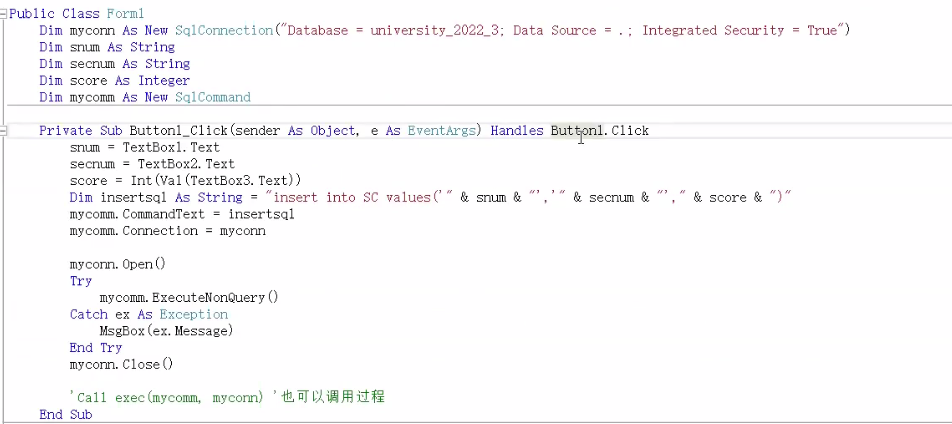 Public Class Form1
Dim myconn As New SqlConnection("Database = university_2022_3; Data Source = .; Integrated Security = True")
Dim snum As String
Dim secnum As String
Dim score As Integer
Dim mycomm As New SqlCommand
Private Sub Button1_Click(sender As Object, e As EventArgs) Handles Button1.Click
snum = TextBox1.Text
secnum = TextBox2.Text
score = Int(Val(TextBox3.Text))
Dim insertsql As String = "insert into SC values('" & snum & "','" & secnum & "'," & score & ")"
mycomm.CommandText = insertsql
mycomm.Connection = myconn
myconn.Open()
Try
mycomm.ExecuteNonQuery()
Catch ex As Exception
MsgBox(ex.Message)
End Try
myconn.Close()
'Call exec(mycomm, myconn) '也可以调用过程
End Sub